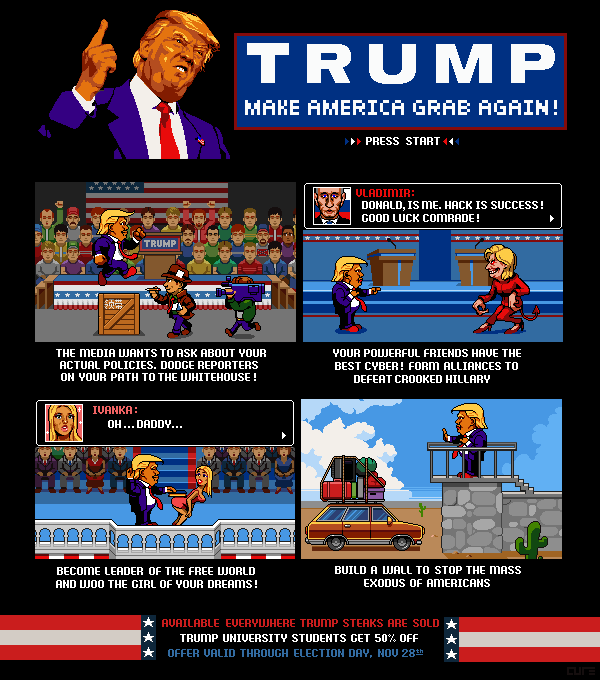 TRUMP
MAKE AMERICA GRAB AGAIN!
PRESS START
TRUMP
VLADIMIR:
DONALD, IS ME. HACK IS SUCCESS!
GOOD LUCK COMRADE!
THE MEDIA WANTS TO ASK ABOUT YOUR
ACTUAL POLICIES. DODGE REPORTERS
ON YOUR PATH TO THE WHITEHOUSE!
YOUR POWERFUL FRIENDS HAVE THE
BEST CYBER! FORM ALLIANCES TO
DEFEAT CROOKED HILLARY
IVANKA:
OH...DADDY...
BECOME LEADER OF THE FREE WORLD
AND WOO THE GIRL OF YOUR DREAMS!
BUILD A WALL TO STOP THE MASS
EXODUS OF AMERICANS
AVAILABLE EVERYWHERE TRUMP STEAKS ARE SOLD
TRUMP UNIVERSITY STUDENTS GET 50% OFF
OFFER VALID THROUGH ELECTION DAY, NOV 28th